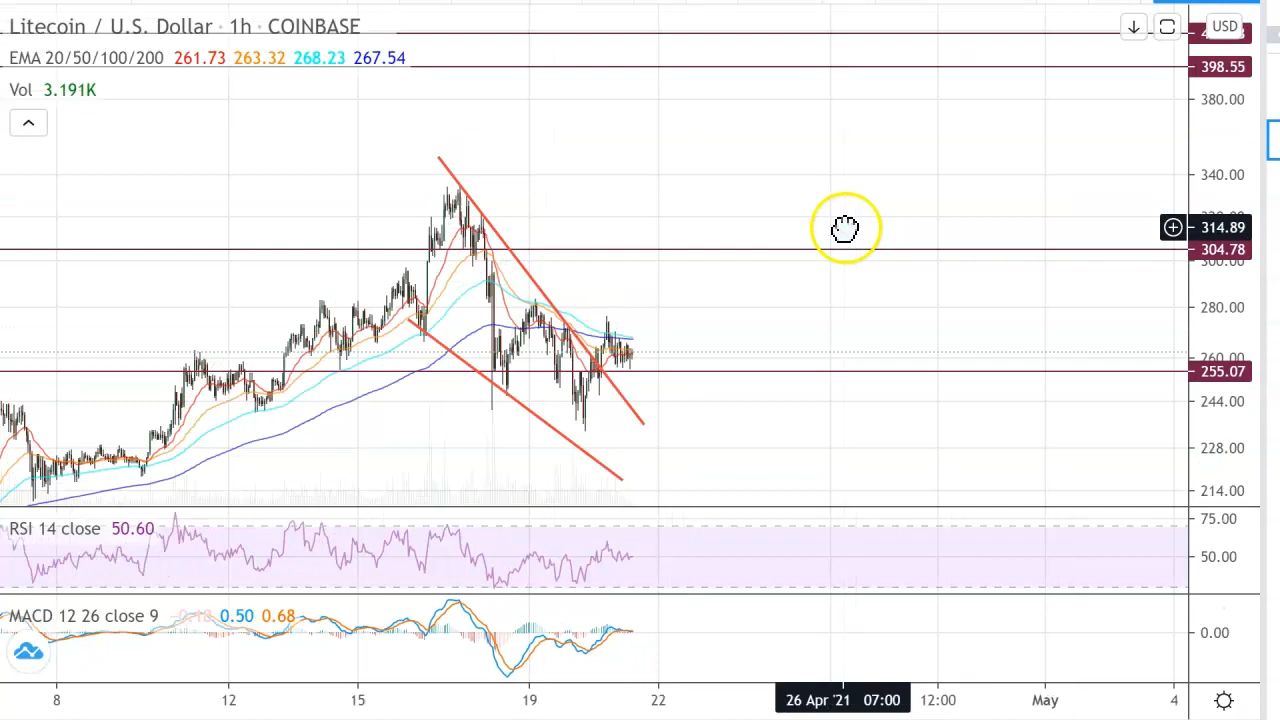 Litecoin / U.S. Dollar · 1h · COINBASE
USD
EMA 20/50/100/200 261.73 263.32 268.23 267.54
398.55
Vol 3.191K
380.00
340.00
314.89
304.78
300.00
280.00
260.00
255.07
244.00
228.00
214.00
75.00
RSI 14 close 50.60
50.00
MACD 12 26 close 9 −0.18 0.50 0.68
0.00
8 12 15 19 22 26 Apr '21 07:00 12:00 May 4